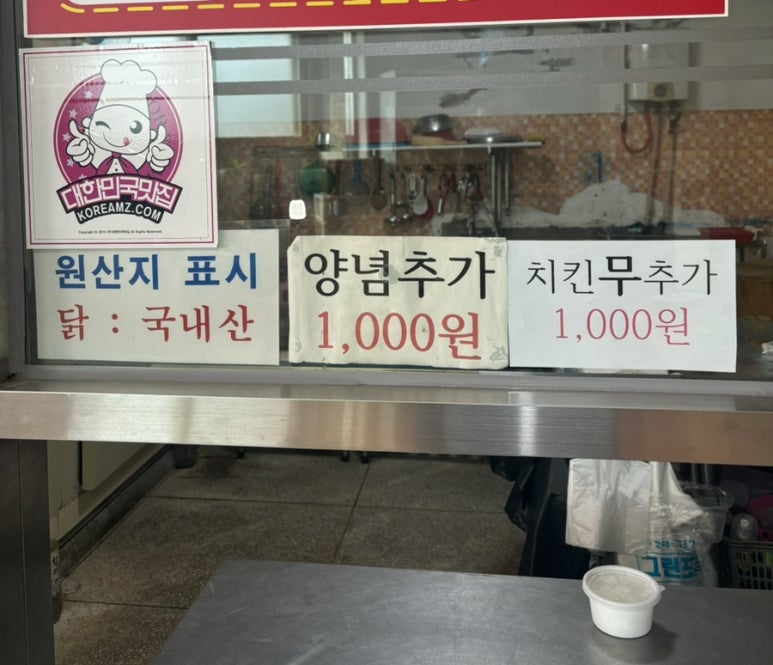 대한민국맛집
KOREAMZ.COM
원산지 표시
닭 : 국내산
양념추가
1,000원
치킨무추가
1,000원